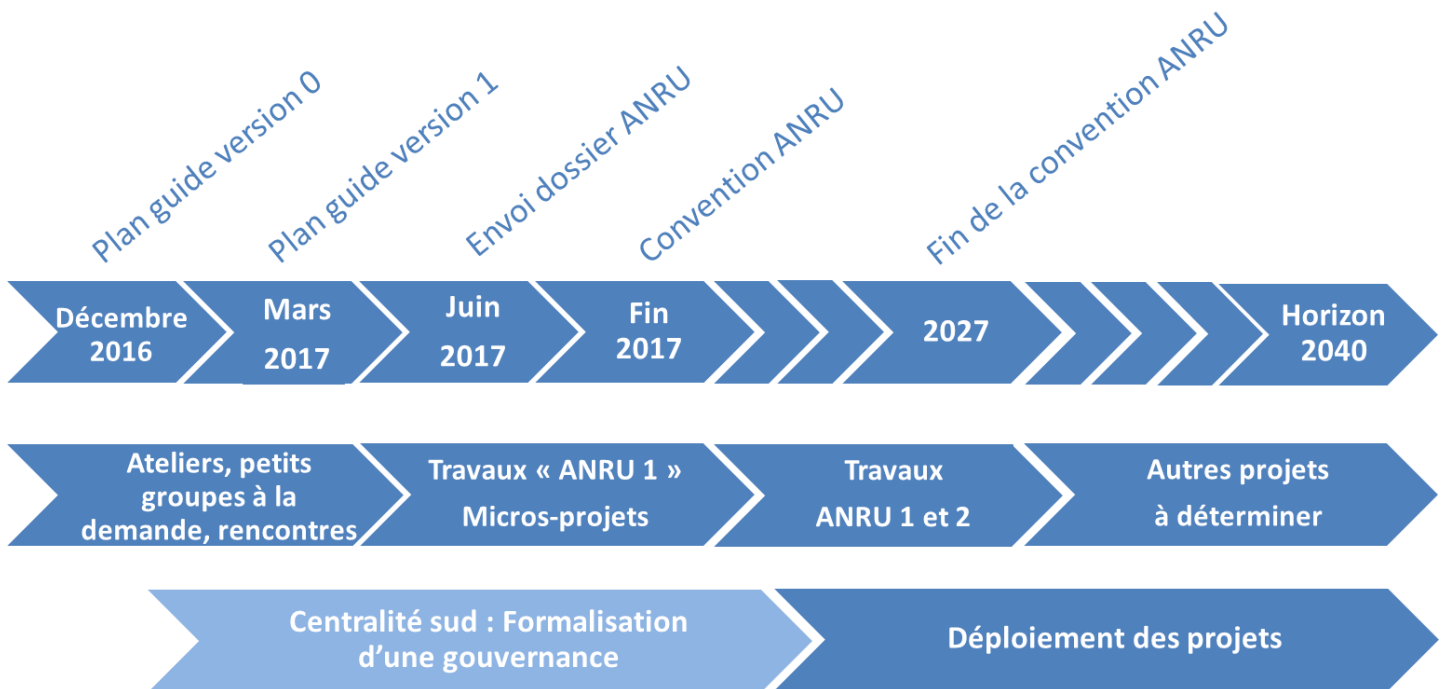 Plan guide version 0
Plan guide version 1
Envoi dossier ANRU
Convention ANRU
Fin de la convention ANRU
Décembre
2016
Mars
2017
Juin
2017
Fin
2017
2027
Horizon
2040
Ateliers, petits
groupes à la
demande, rencontres
Travaux « ANRU 1 »
Micros-projets
Travaux
ANRU 1 et 2
Autres projets
à déterminer
Centralité sud : Formalisation
d’une gouvernance
Déploiement des projets